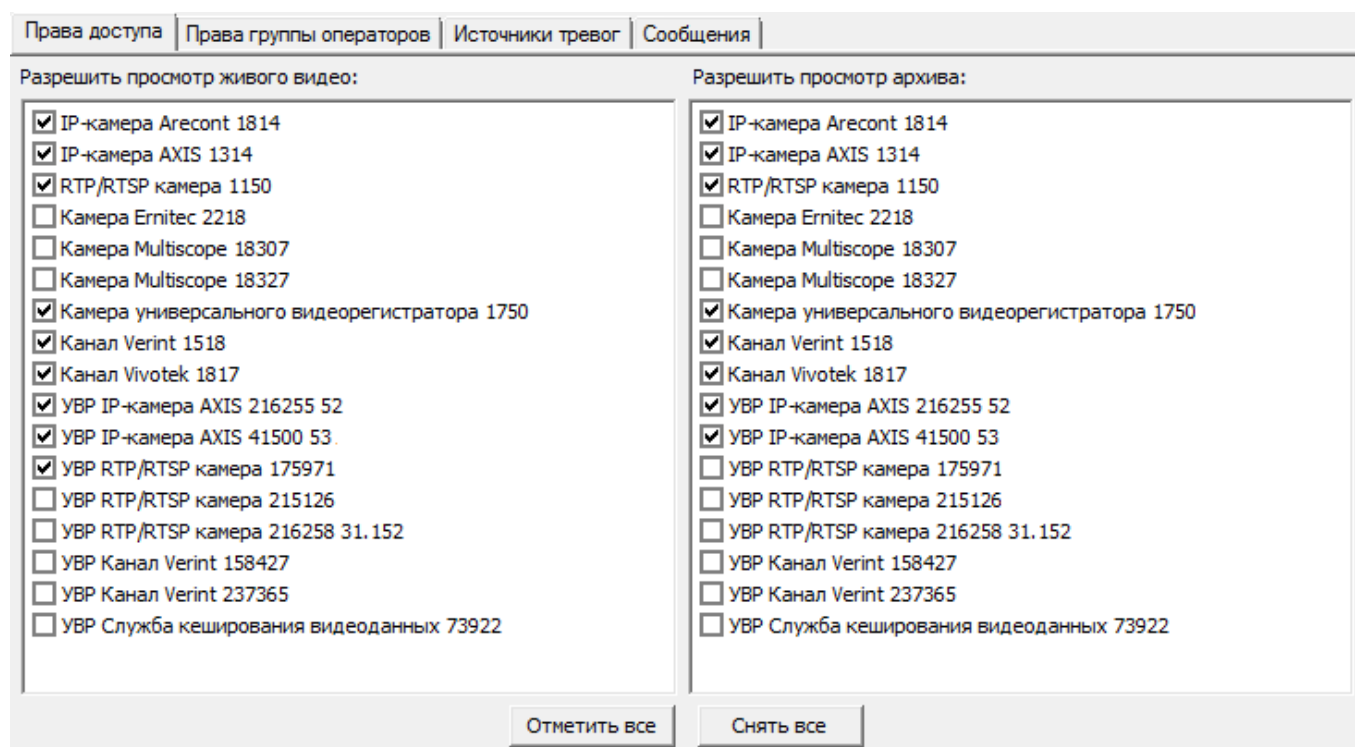 Права доступа Права группы операторов Источники тревог Сообщения
Разрешить просмотр живого видео:
IP-камера Arecont 1814
IP-камера AXIS 1314
RTP/RTSP камера 1150
Камера Ernitec 2218
Камера Multiscope 18307
Камера Multiscope 18327
Камера универсального видеорегистратора 1750
Канал Verint 1518
Канал Vivotek 1817
УВР IP-камера AXIS 216255 52
УВР IP-камера AXIS 41500 53
УВР RTP/RTSP камера 175971
УВР RTP/RTSP камера 215126
УВР RTP/RTSP камера 216258 31.152
УВР Канал Verint 158427
УВР Канал Verint 237365
УВР Служба кеширования видеоданных 73922
Разрешить просмотр архива:
IP-камера Arecont 1814
IP-камера AXIS 1314
RTP/RTSP камера 1150
Камера Ernitec 2218
Камера Multiscope 18307
Камера Multiscope 18327
Камера универсального видеорегистратора 1750
Канал Verint 1518
Канал Vivotek 1817
УВР IP-камера AXIS 216255 52
УВР IP-камера AXIS 41500 53
УВР RTP/RTSP камера 175971
УВР RTP/RTSP камера 215126
УВР RTP/RTSP камера 216258 31.152
УВР Канал Verint 158427
УВР Канал Verint 237365
УВР Служба кеширования видеоданных 73922
Отметить все Снять все